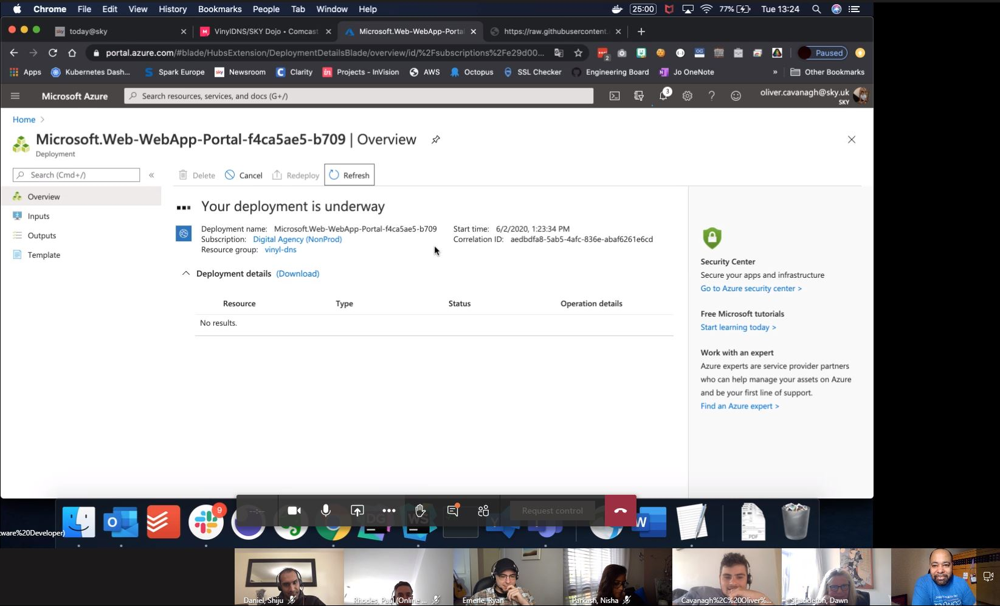 Chrome File Edit View History Bookmarks People Tab Window Help 25:00 77% Tue 13:24
today@sky VinylDNS/SKY Dojo • Comcast Microsoft.Web-WebApp-Porta https://raw.githubusercontent.
portal.azure.com/#blade/HubsExtension/DeploymentDetailsBlade/overview/id/%2Fsubscriptions%2Fe29d00... 2 Paused
Apps Kubernetes Dash... Spark Europe sky Newsroom Clarity in Projects - InVision AWS Octopus SSL Checker Engineering Board Jo OneNote » Other Bookmarks
Microsoft Azure Search resources, services, and docs (G+/) 3 oliver.cavanagh@sky.uk
SKY
Home >
Microsoft.Web-WebApp-Portal-f4ca5ae5-b709 | Overview
Deployment
Search (Cmd+/) « Delete Cancel Redeploy Refresh
Overview
Inputs
Outputs
Template
Your deployment is underway
Deployment name: Microsoft.Web-WebApp-Portal-f4ca5ae5-b709 Start time: 6/2/2020, 1:23:34 PM
Subscription: Digital Agency (NonProd) Correlation ID: aedbdfa8-5ab5-4afc-836e-abaf6261e6cd
Resource group: vinyl-dns
Deployment details (Download)
Resource Type Status Operation details
No results.
Security Center
Secure your apps and infrastructure
Go to Azure security center >
Free Microsoft tutorials
Start learning today >
Work with an expert
Azure experts are service provider partners
who can help manage your assets on Azure
and be your first line of support.
Find an Azure expert >
9
Request control
DG WS W
PDF
tware%20Developer)
Daniel, Shiju Rhodes, Paul (Online ... Emerle, Ryan Parkash, Nisha Cavanagh%2C%20Oliver%... Shackleton, Dawn